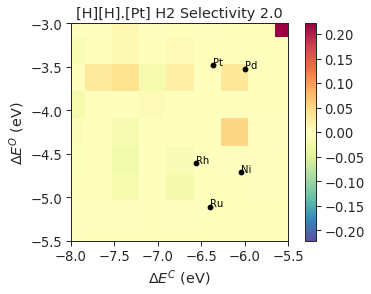 [H][H].[Pt] H2 Selectivity 2.0
ΔE^O (eV)
−3.0
−3.5
−4.0
−4.5
−5.0
−5.5
Pt
Pd
Rh
Ni
Ru
−8.0 −7.5 −7.0 −6.5 −6.0 −5.5
ΔE^C (eV)
0.20
0.15
0.10
0.05
0.00
−0.05
−0.10
−0.15
−0.20